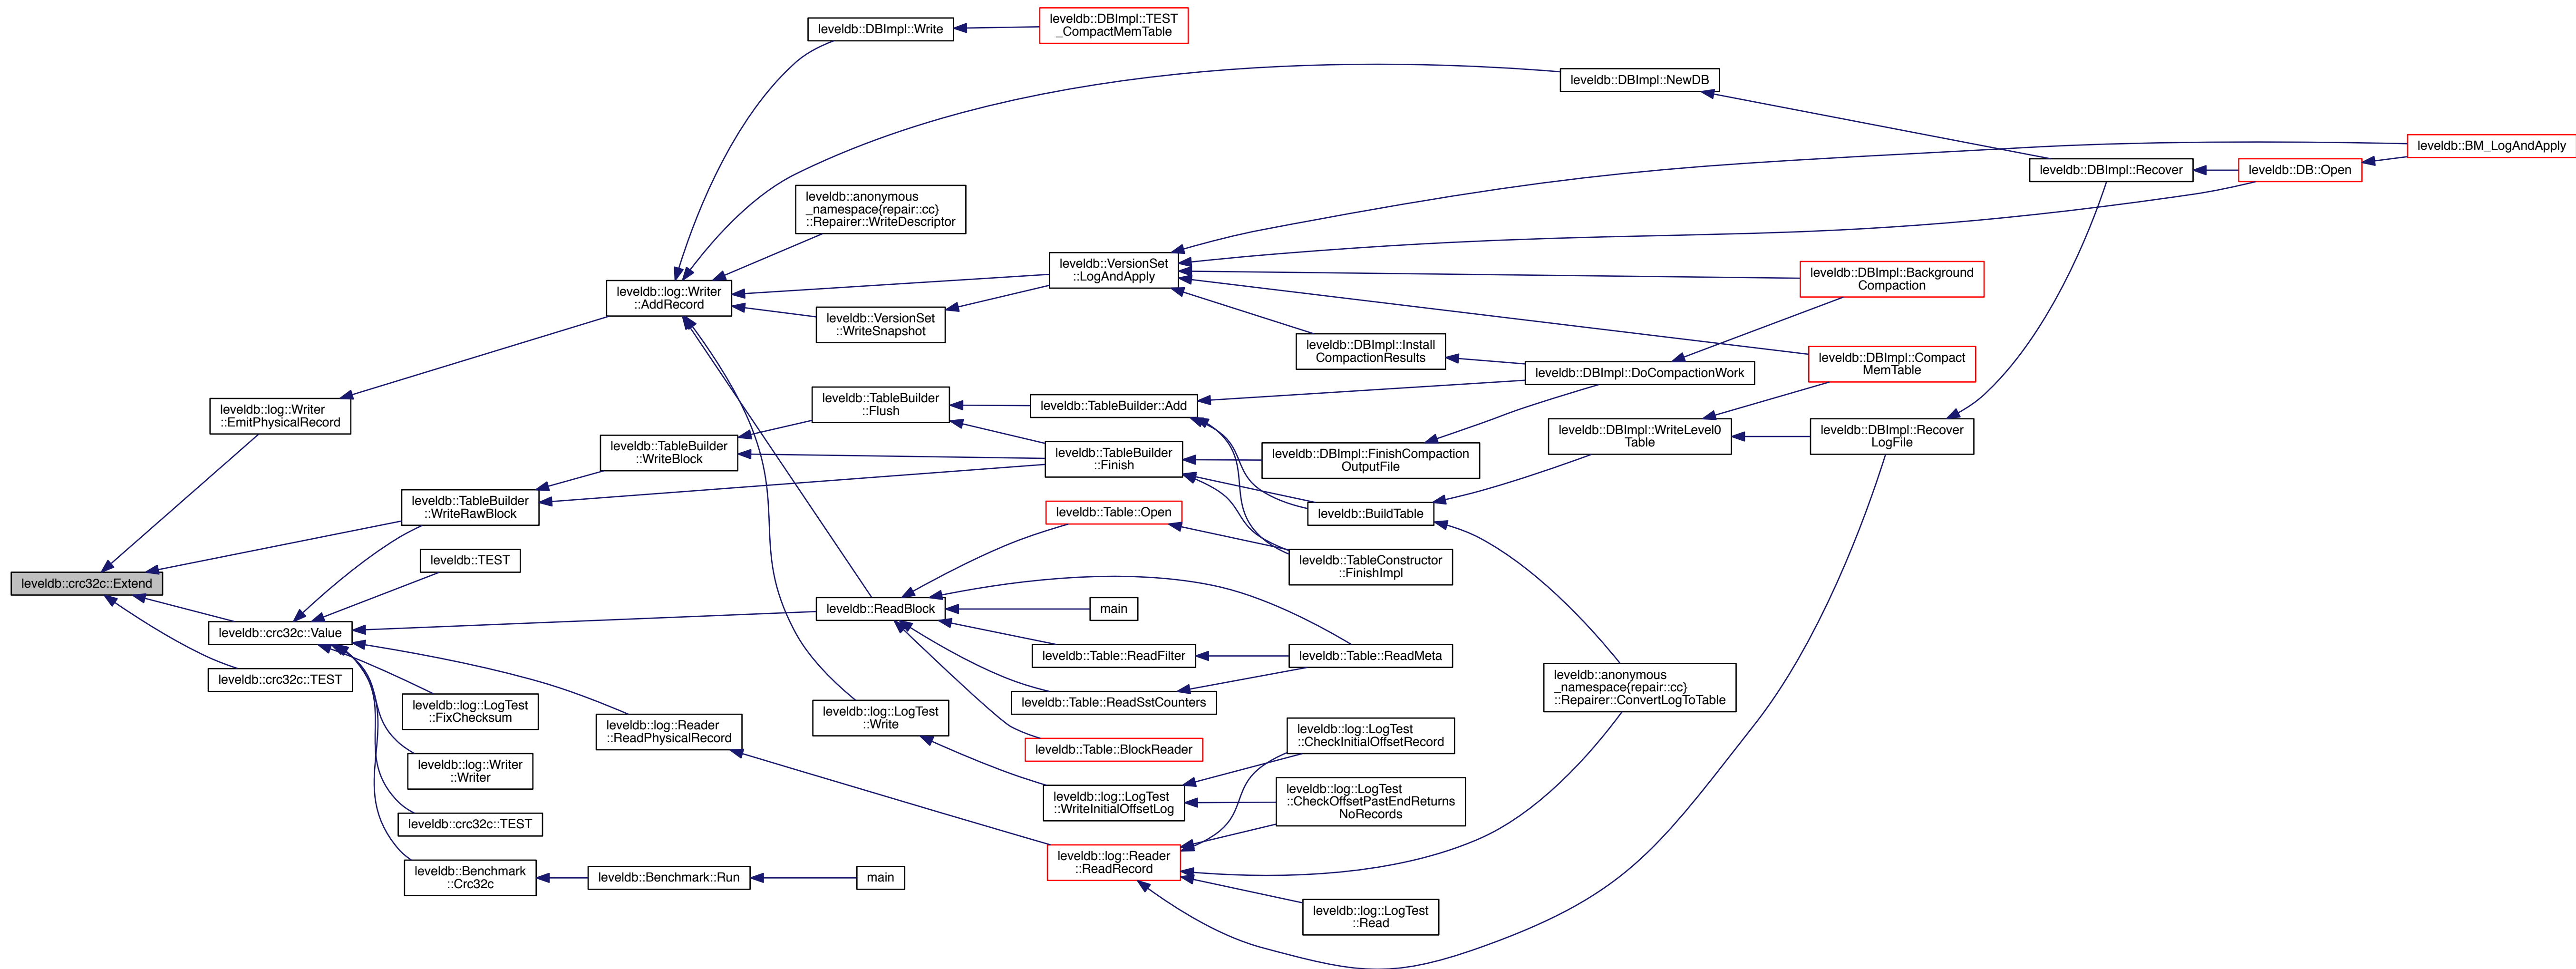 leveldb::DBImpl::Write
leveldb::DBImpl::TEST
_CompactMemTable
leveldb::DBImpl::NewDB
leveldb::BM_LogAndApply
leveldb::DBImpl::Recover
leveldb::DB::Open
leveldb::anonymous
_namespace{repair::cc}
::Repairer::WriteDescriptor
leveldb::VersionSet
::LogAndApply
leveldb::DBImpl::Background
Compaction
leveldb::log::Writer
::AddRecord
leveldb::VersionSet
::WriteSnapshot
leveldb::DBImpl::Install
CompactionResults
leveldb::DBImpl::Compact
MemTable
leveldb::DBImpl::DoCompactionWork
leveldb::log::Writer
::EmitPhysicalRecord
leveldb::TableBuilder
::Flush
leveldb::TableBuilder::Add
leveldb::DBImpl::WriteLevel0
Table
leveldb::DBImpl::Recover
LogFile
leveldb::TableBuilder
::WriteBlock
leveldb::TableBuilder
::Finish
leveldb::DBImpl::FinishCompaction
OutputFile
leveldb::TableBuilder
::WriteRawBlock
leveldb::Table::Open
leveldb::BuildTable
leveldb::TEST
leveldb::TableConstructor
::FinishImpl
leveldb::crc32c::Extend
leveldb::ReadBlock
main
leveldb::crc32c::Value
leveldb::Table::ReadFilter
leveldb::Table::ReadMeta
leveldb::crc32c::TEST
leveldb::anonymous
_namespace{repair::cc}
::Repairer::ConvertLogToTable
leveldb::Table::ReadSstCounters
leveldb::log::LogTest
::FixChecksum
leveldb::log::LogTest
::Write
leveldb::log::Reader
::ReadPhysicalRecord
leveldb::log::LogTest
::CheckInitialOffsetRecord
leveldb::Table::BlockReader
leveldb::log::Writer
::Writer
leveldb::log::LogTest
::WriteInitialOffsetLog
leveldb::log::LogTest
::CheckOffsetPastEndReturns
NoRecords
leveldb::crc32c::TEST
leveldb::log::Reader
::ReadRecord
leveldb::Benchmark
::Crc32c
leveldb::Benchmark::Run
main
leveldb::log::LogTest
::Read